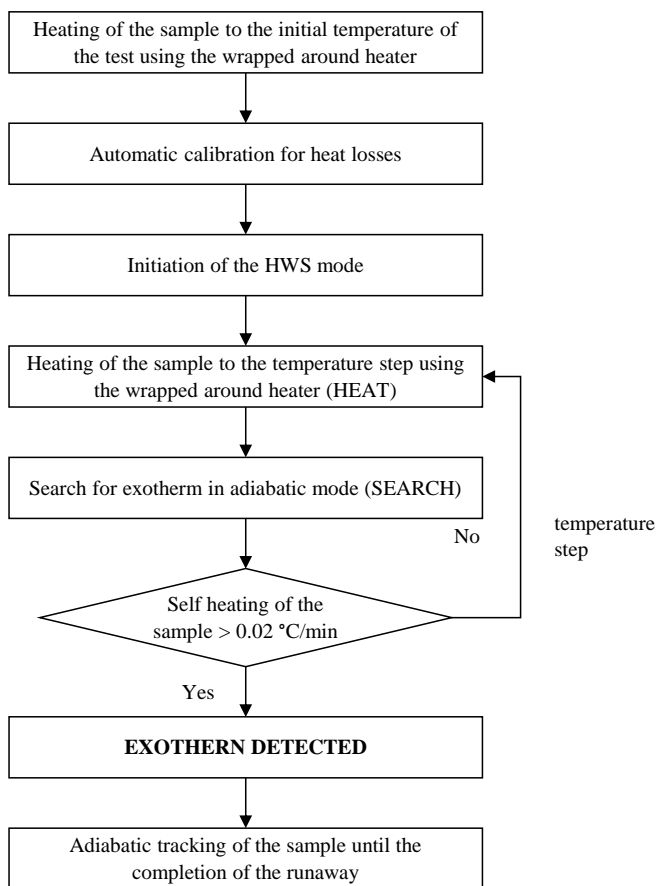 Heating of the sample to the initial temperature of
the test using the wrapped around heater
Automatic calibration for heat losses
Initiation of the HWS mode
Heating of the sample to the temperature step using
the wrapped around heater (HEAT)
Search for exotherm in adiabatic mode (SEARCH)
No
temperature
step
Self heating of the
sample > 0.02 °C/min
Yes
EXOTHERN DETECTED
Adiabatic tracking of the sample until the
completion of the runaway